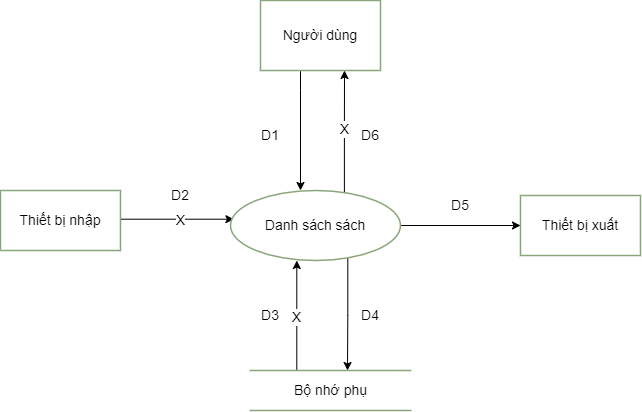 Người dùng
D1
X
D6
D2
Thiết bị nhập
X
Danh sách sách
D5
Thiết bị xuất
D3
X
D4
Bộ nhớ phụ